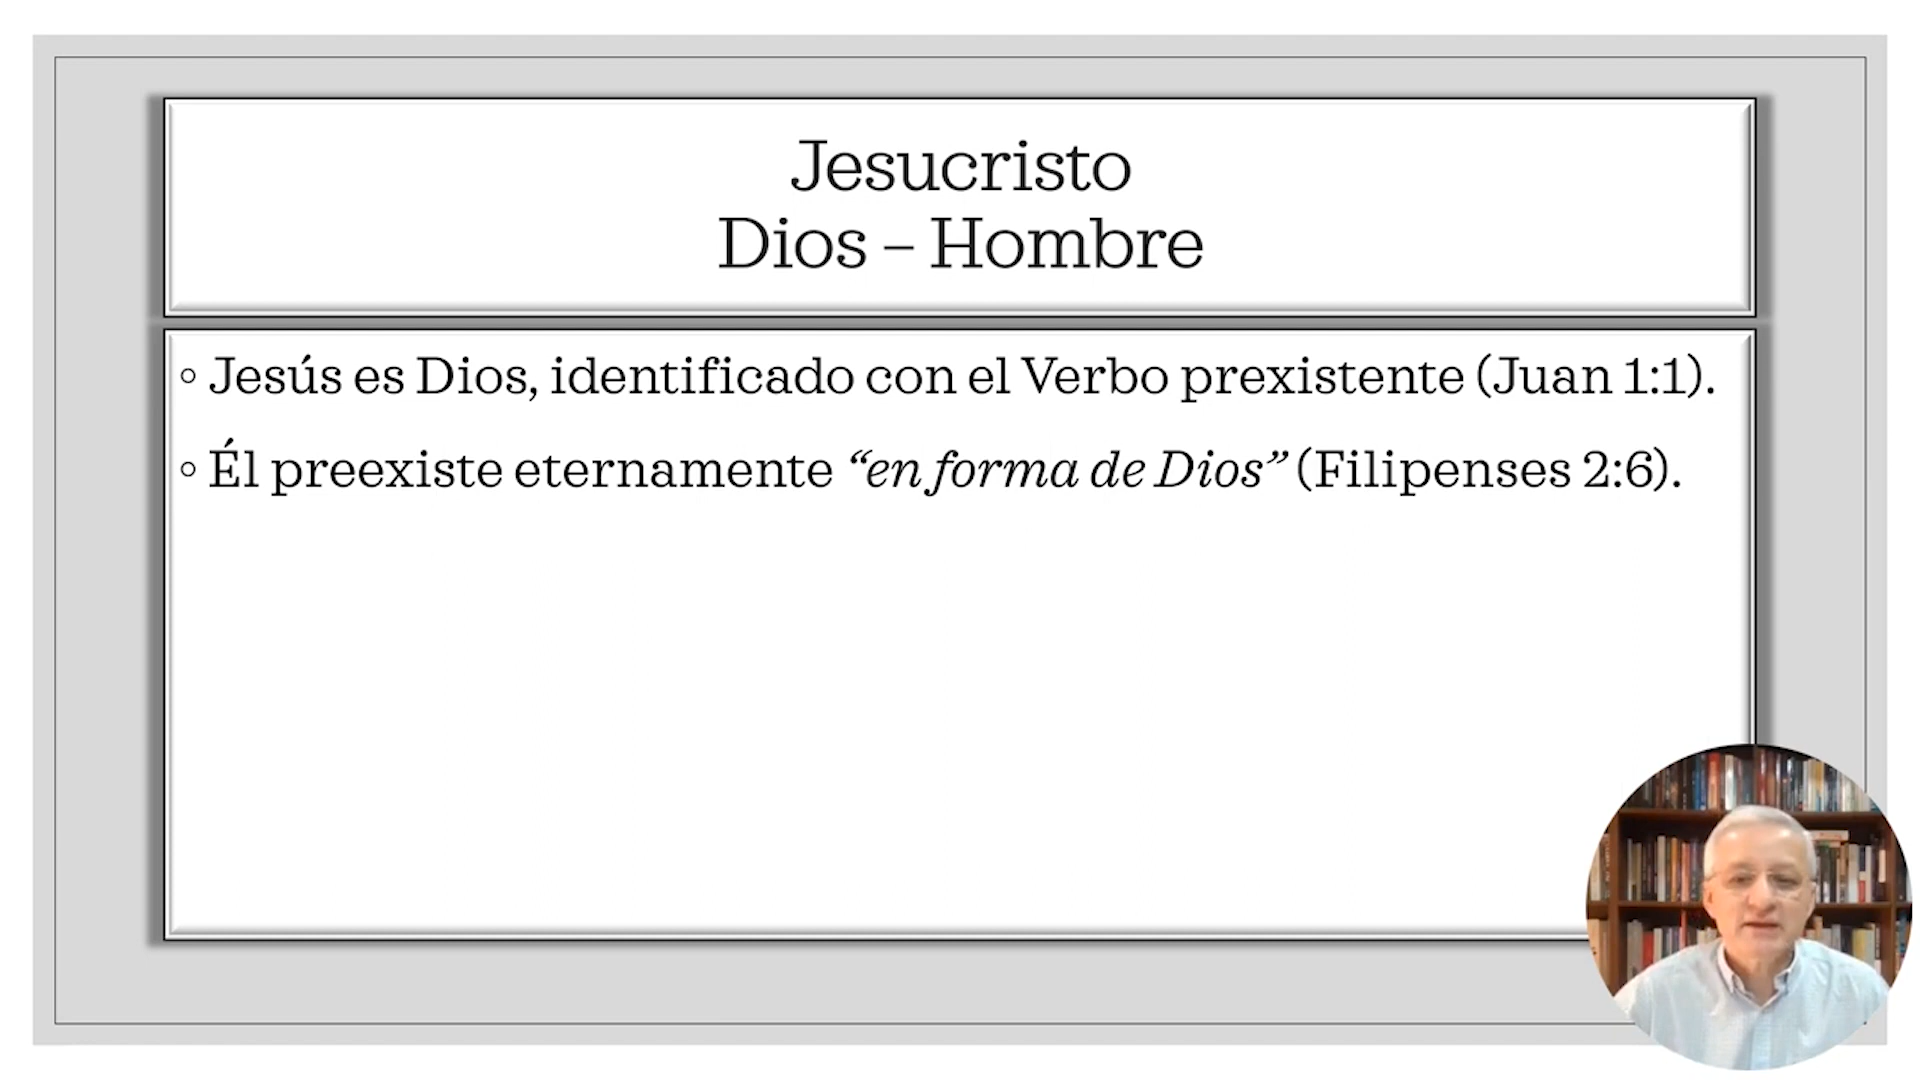 Jesucristo
Dios – Hombre
◦ Jesús es Dios, identificado con el Verbo prexistente (Juan 1:1).
◦ Él preexiste eternamente “en forma de Dios” (Filipenses 2:6).